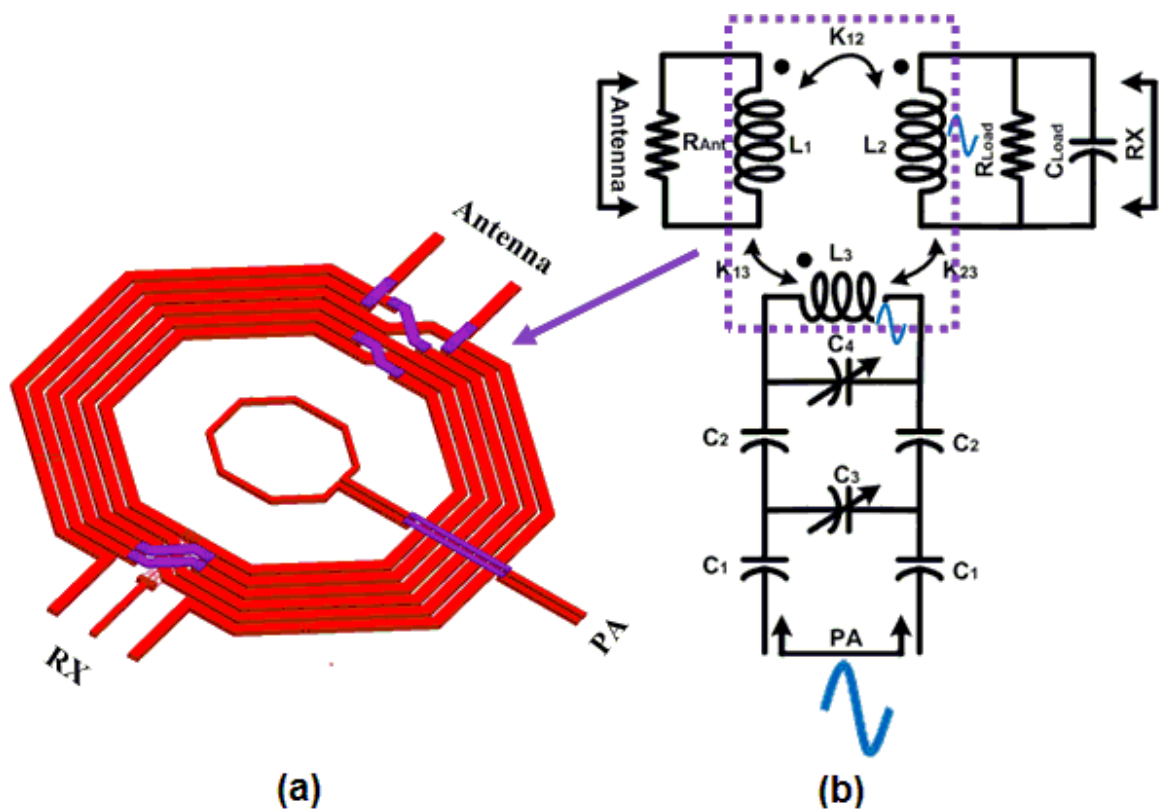 Antenna
RX
PA
(a)
K12
Antenna
RAnt
L1
L2
RLoad
CLoad
RX
K13
L3
K23
C4
C2
C2
C3
C1
C1
PA
(b)